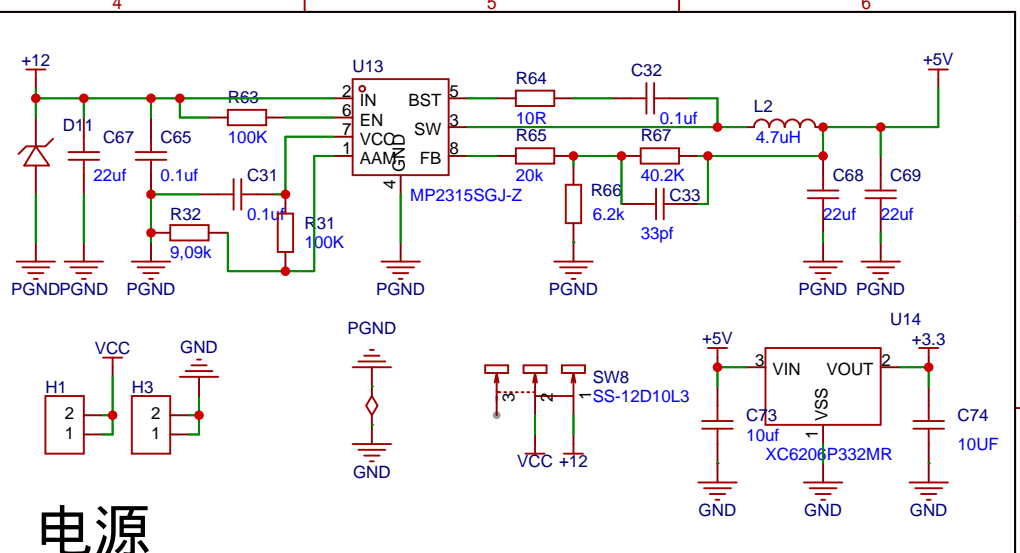 4 5 6
+12
U13
R64
C32
+5V
2 IN
BST 5
R63
D11
C67
C65
6 EN
10R
0.1uf
L2
100K
7 VCC
SW 3
R65
R67
4.7uH
1 AAM
GND
FB 8
22uf
0.1uf
C31
20k
40.2K
4
MP2315SGJ-Z
R66
C33
C68
C69
0.1uf
R32
R31
6.2k
22uf
22uf
100K
33pf
9,09k
PGND
PGND
PGND
PGND
PGND
PGND
PGND
PGND
U14
VCC
GND
+5V
+3.3
3 VIN
VOUT 2
H1
H3
SW8
VSS
3 2 1
SS-12D10L3
2
2
C73
C74
1
1
10uf
1
10UF
XC6206P332MR
VCC
+12
GND
GND
GND
GND
电源